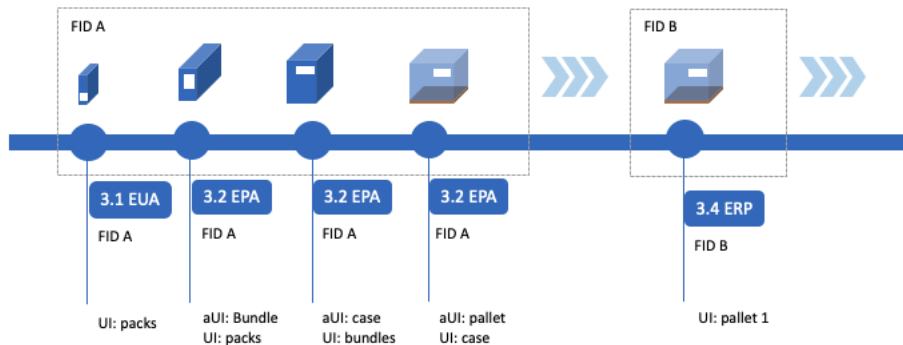 FID A
FID B
3.1 EUA
3.2 EPA
3.2 EPA
3.2 EPA
3.4 ERP
FID A
FID A
FID A
FID A
FID B
UI: packs
aUI: Bundle
UI: packs
aUI: case
UI: bundles
aUI: pallet
UI: case
UI: pallet 1